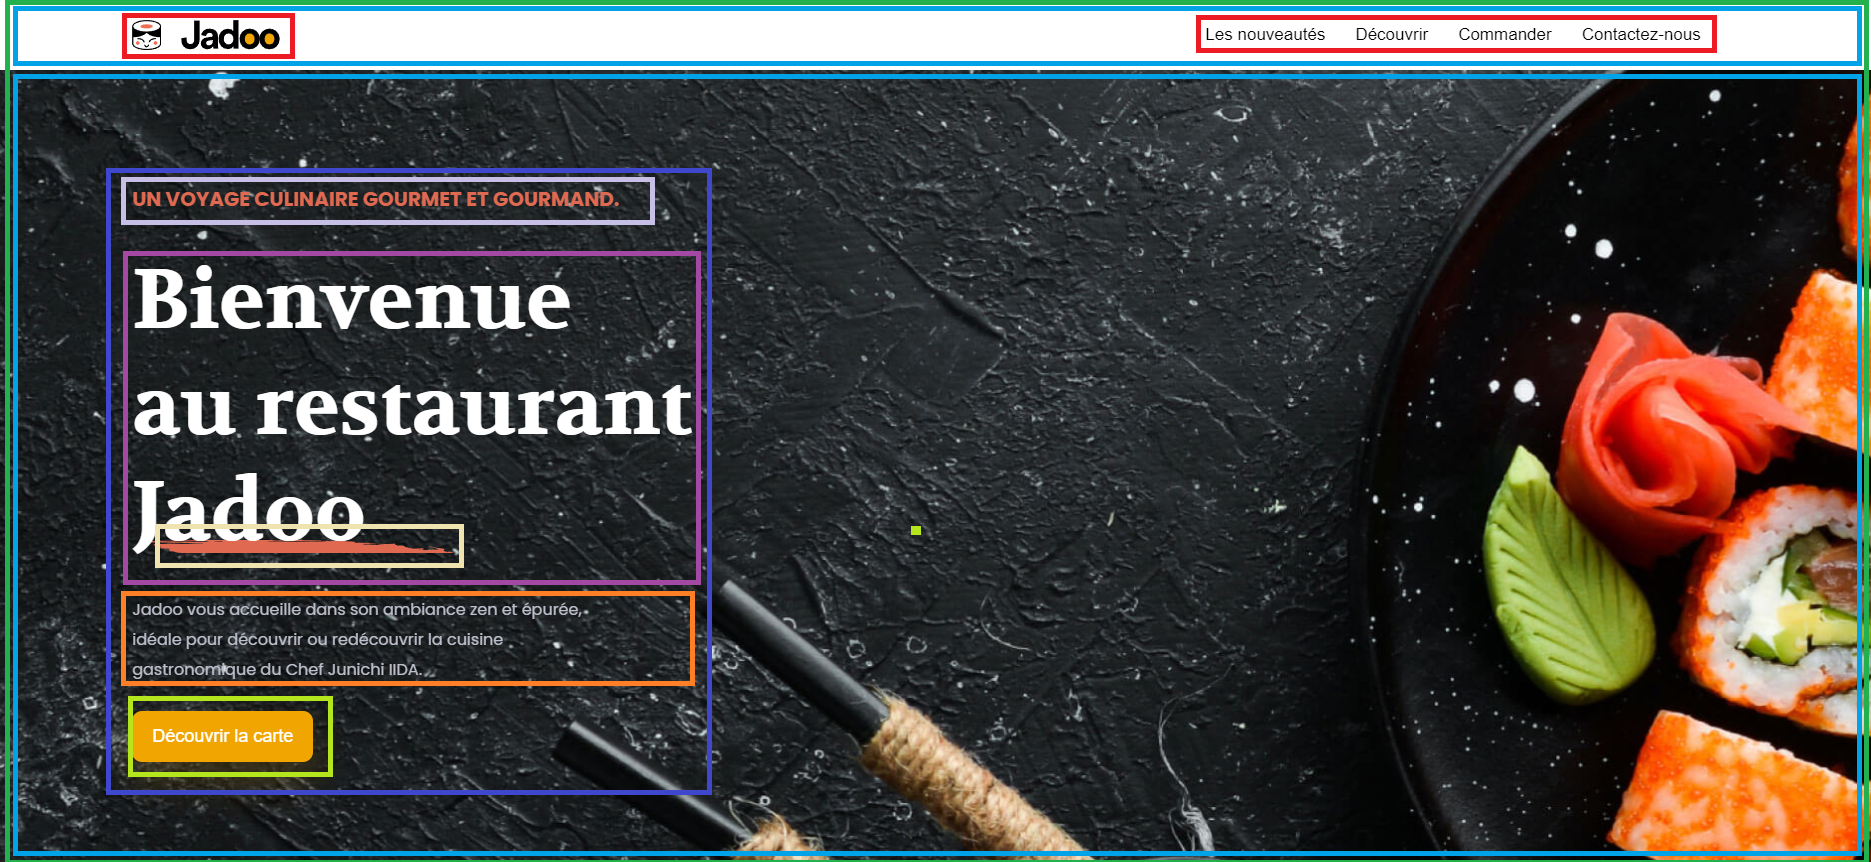 Jadoo
Les nouveautés Découvrir Commander Contactez-nous
UN VOYAGE CULINAIRE GOURMET ET GOURMAND.
Bienvenue
au restaurant
Jadoo
Jadoo vous accueille dans son ambiance zen et épurée,
idéale pour découvrir ou redécouvrir la cuisine
gastronomique du Chef Junichi IIDA.
Découvrir la carte